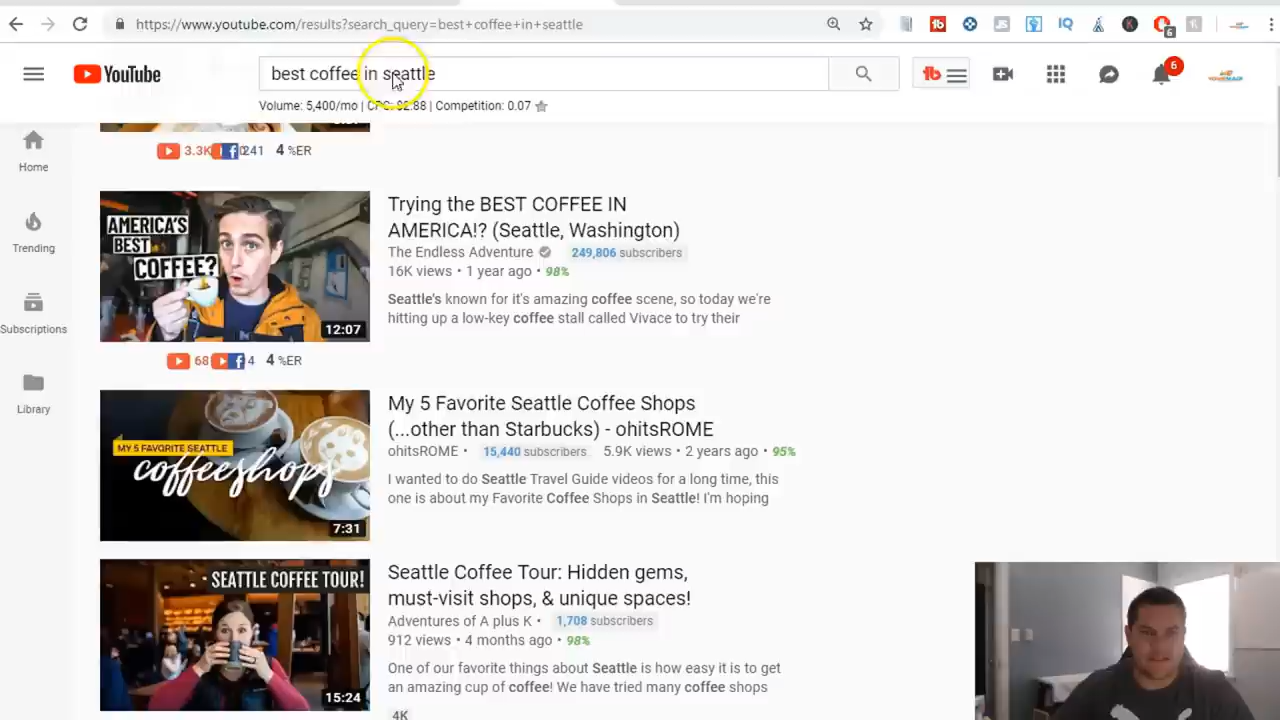 https://www.youtube.com/results?search_query=best+coffee+in+seattle
6
YouTube
best coffee in seattle
6
Volume: 5,400/mo | CPC: $2.88 | Competition: 0.07
3.3K 241 4 %ER
Home
Trending
Subscriptions
Library
AMERICA'S
BEST
COFFEE?
12:07
Trying the BEST COFFEE IN
AMERICA!? (Seattle, Washington)
The Endless Adventure 249,806 subscribers
16K views • 1 year ago • 98%
Seattle's known for it's amazing coffee scene, so today we're
hitting up a low-key coffee stall called Vivace to try their
68 4 4 %ER
MY 5 FAVORITE SEATTLE
coffeeshops
7:31
My 5 Favorite Seattle Coffee Shops
(...other than Starbucks) - ohitsROME
ohitsROME • 15,440 subscribers 5.9K views • 2 years ago • 95%
I wanted to do Seattle Travel Guide videos for a long time, this
one is about my Favorite Coffee Shops in Seattle! I'm hoping
SEATTLE COFFEE TOUR!
15:24
Seattle Coffee Tour: Hidden gems,
must-visit shops, & unique spaces!
Adventures of A plus K • 1,708 subscribers
912 views • 4 months ago • 98%
One of our favorite things about Seattle is how easy it is to get
an amazing cup of coffee! We have tried many coffee shops
4K